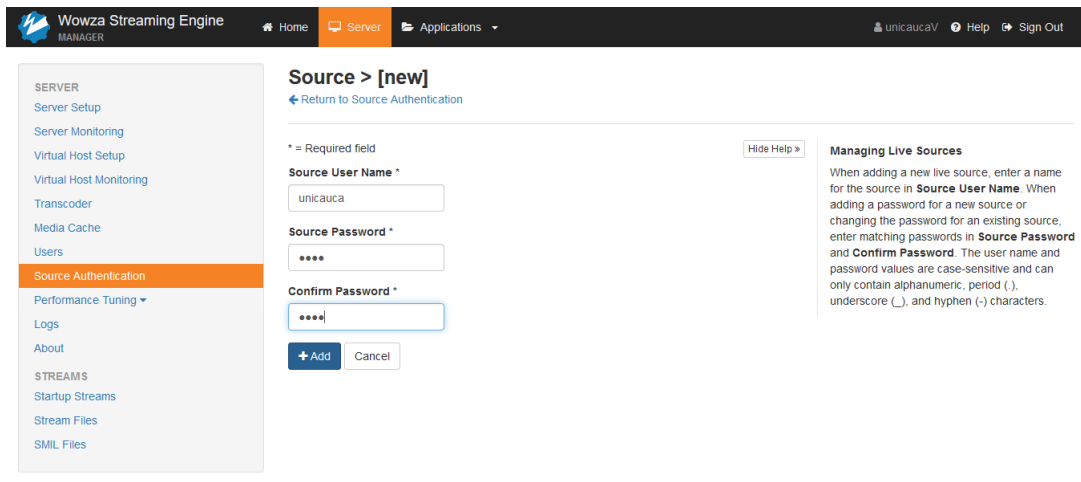 Wowza Streaming Engine
MANAGER
Home
Server
Applications
unicaucaV
Help
Sign Out
SERVER
Server Setup
Server Monitoring
Virtual Host Setup
Virtual Host Monitoring
Transcoder
Media Cache
Users
Source Authentication
Performance Tuning
Logs
About
STREAMS
Startup Streams
Stream Files
SMIL Files
Source > [new]
Return to Source Authentication
* = Required field
Source User Name *
unicauca
Source Password *
••••
Confirm Password *
••••
+ Add
Cancel
Hide Help »
Managing Live Sources
When adding a new live source, enter a name
for the source in Source User Name. When
adding a password for a new source or
changing the password for an existing source,
enter matching passwords in Source Password
and Confirm Password. The user name and
password values are case-sensitive and can
only contain alphanumeric, period (.),
underscore (_), and hyphen (-) characters.